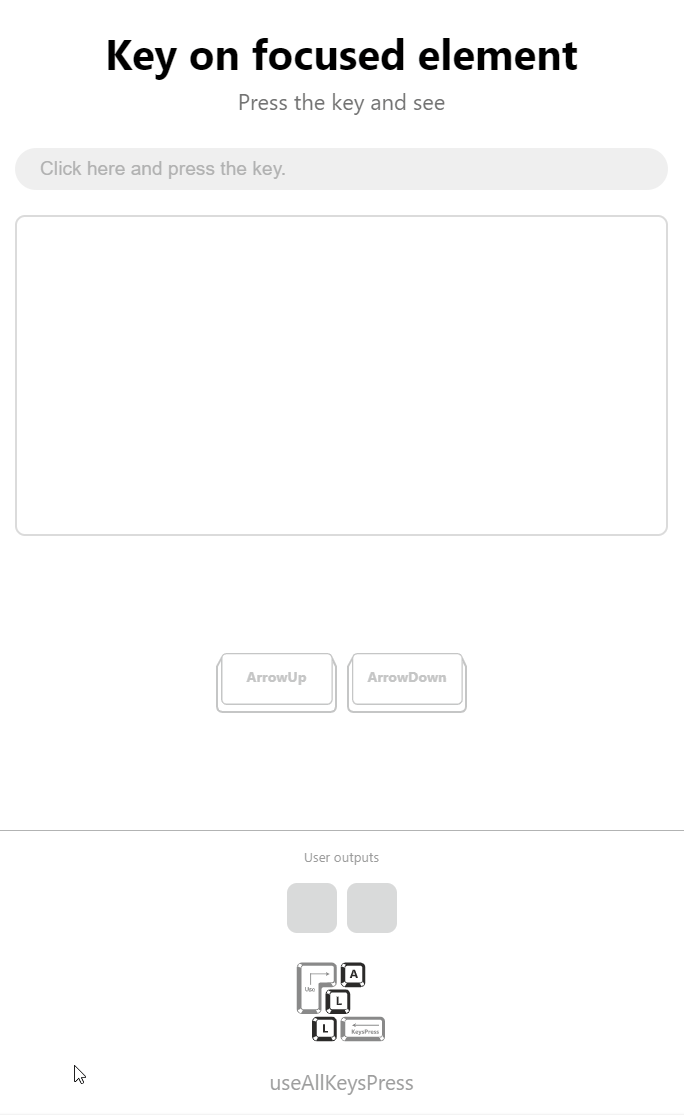 Key on focused element
Press the key and see
Click here and press the key.
ArrowUp
ArrowDown
User outputs
Use
A
L
L
KeysPress
useAllKeysPress